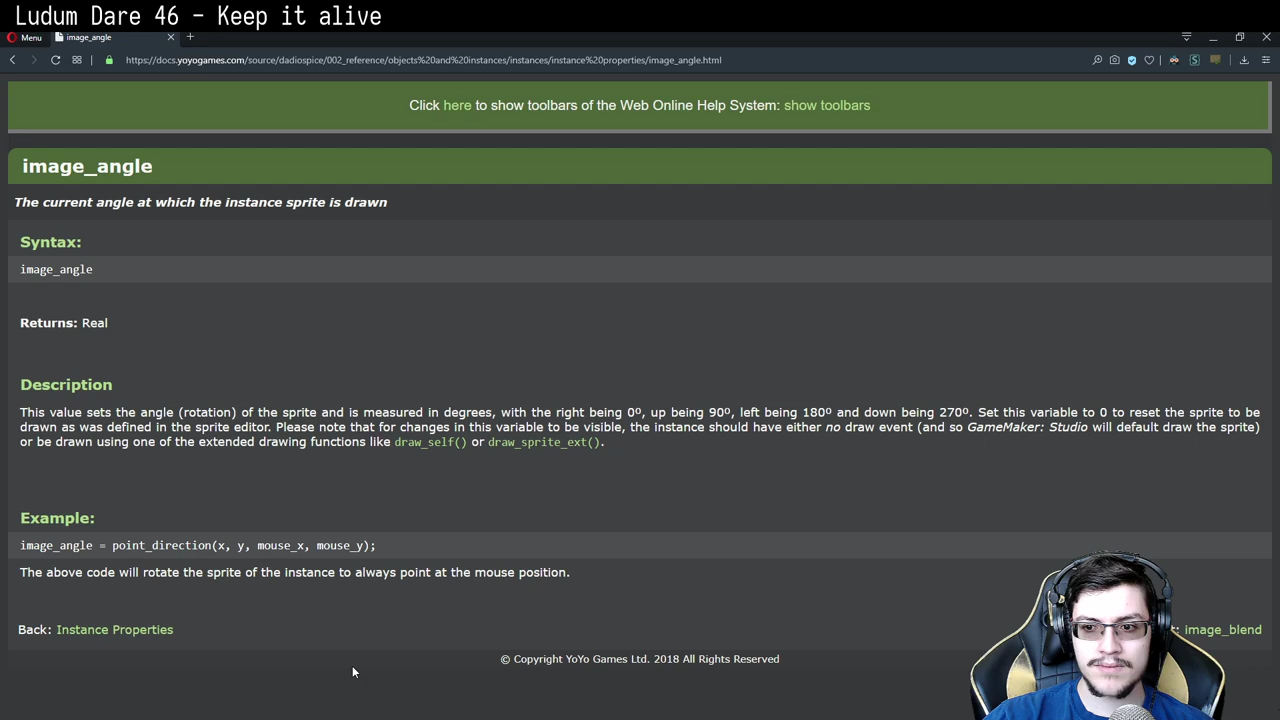 Ludum Dare 46 - Keep it alive
Menu
image_angle
https://docs.yoyogames.com/source/dadiospice/002_reference/objects%20and%20instances/instances/instance%20properties/image_angle.html
Click here to show toolbars of the Web Online Help System: show toolbars
image_angle
The current angle at which the instance sprite is drawn
Syntax:
image_angle
Returns: Real
Description
This value sets the angle (rotation) of the sprite and is measured in degrees, with the right being 0º, up being 90º, left being 180º and down being 270º. Set this variable to 0 to reset the sprite to be
drawn as was defined in the sprite editor. Please note that for changes in this variable to be visible, the instance should have either no draw event (and so GameMaker: Studio will default draw the sprite)
or be drawn using one of the extended drawing functions like draw_self() or draw_sprite_ext().
Example:
image_angle = point_direction(x, y, mouse_x, mouse_y);
The above code will rotate the sprite of the instance to always point at the mouse position.
Back: Instance Properties
image_blend
© Copyright YoYo Games Ltd. 2018 All Rights Reserved